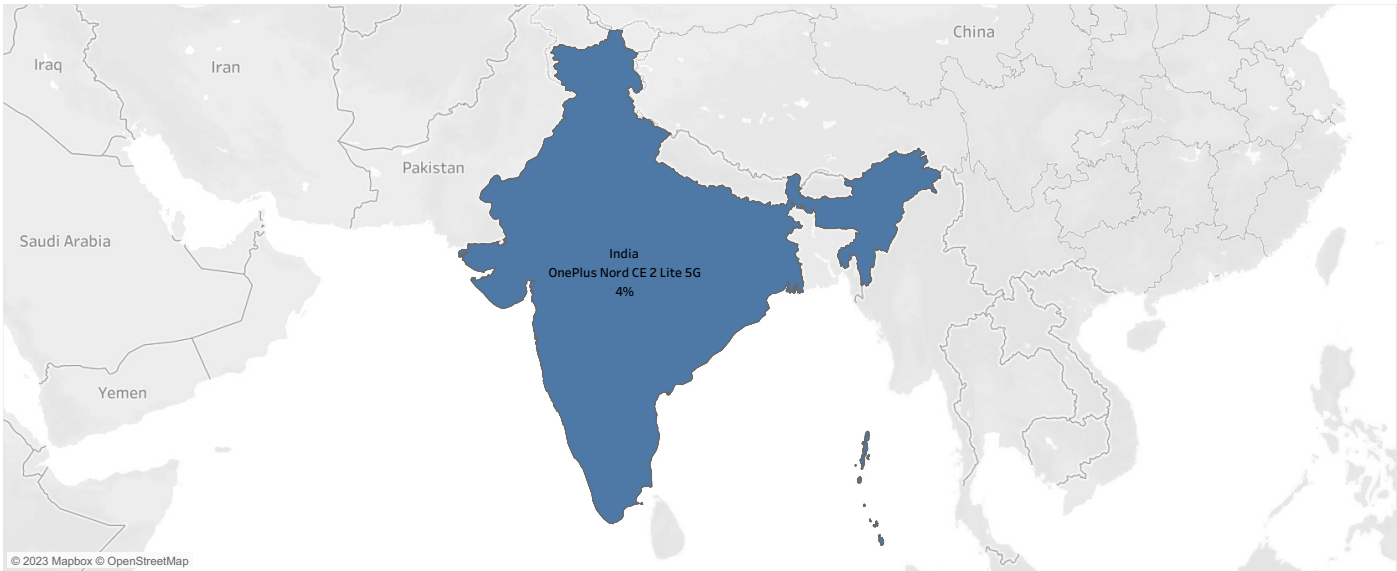 China
Iraq
Iran
Pakistan
Saudi Arabia
India
OnePlus Nord CE 2 Lite 5G
4%
Yemen
© 2023 Mapbox © OpenStreetMap